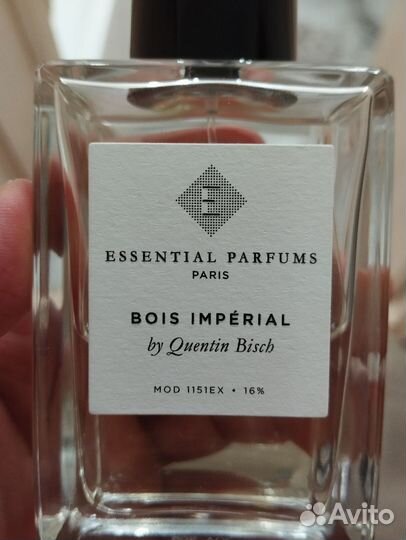 E
ESSENTIAL PARFUMS
PARIS
BOIS IMPÉRIAL
by Quentin Bisch
MOD 1151EX • 16%
Avito